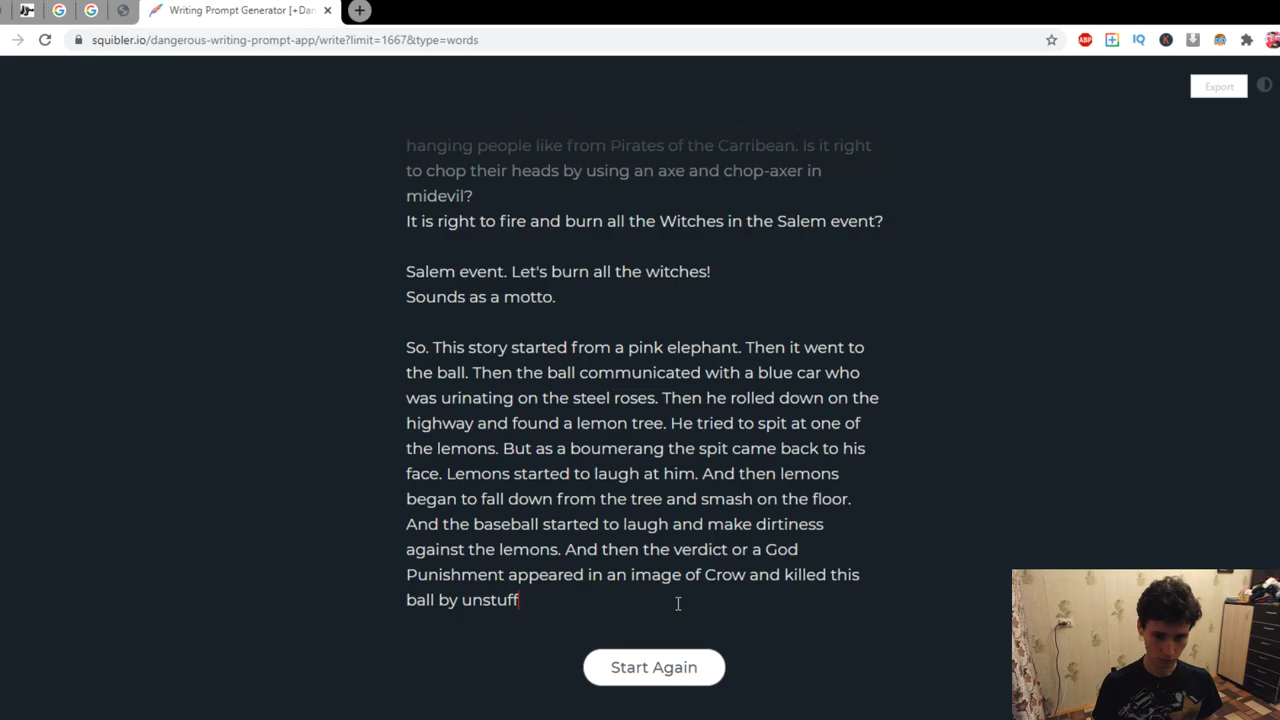 Writing Prompt Generator [+Dan
squibler.io/dangerous-writing-prompt-app/write?limit=1667&type=words
ABP
IQ
K
Export
hanging people like from Pirates of the Carribean. Is it right
to chop their heads by using an axe and chop-axer in
midevil?
It is right to fire and burn all the Witches in the Salem event?
Salem event. Let's burn all the witches!
Sounds as a motto.
So. This story started from a pink elephant. Then it went to
the ball. Then the ball communicated with a blue car who
was urinating on the steel roses. Then he rolled down on the
highway and found a lemon tree. He tried to spit at one of
the lemons. But as a boumerang the spit came back to his
face. Lemons started to laugh at him. And then lemons
began to fall down from the tree and smash on the floor.
And the baseball started to laugh and make dirtiness
against the lemons. And then the verdict or a God
Punishment appeared in an image of Crow and killed this
ball by unstuff
Start Again